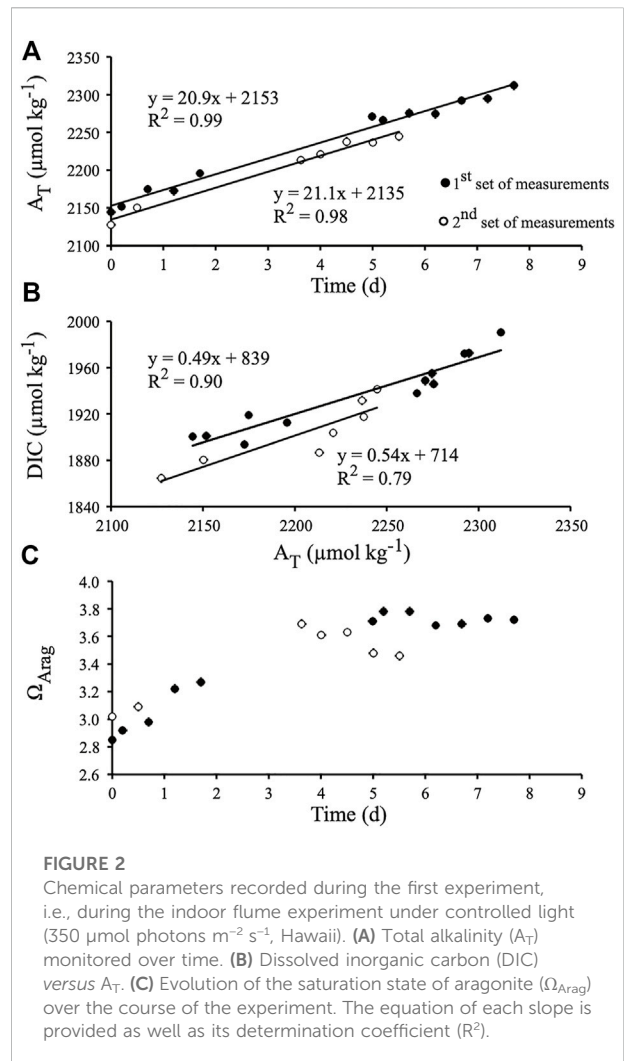 A
2350
2300
2250
2200
2150
2100
A_T (µmol kg⁻¹)
y = 20.9x + 2153
R² = 0.99
21.1x + 2135
R² = 0.98
1st set of measurements
2nd set of measurements
0 1 2 3 4 5 6 7 8 9
Time (d)
B
2000
1960
1920
1880
1840
DIC (µmol kg⁻¹)
y = 0.49x + 839
R² = 0.90
y = 0.54x + 714
R² = 0.79
2100 2150 2200 2250 2300 2350
A_T (µmol kg⁻¹)
C
4.0
3.8
3.6
3.4
3.2
3.0
2.8
2.6
Ω_Arag
0 1 2 3 4 5 6 7 8 9
Time (d)
FIGURE 2
Chemical parameters recorded during the first experiment,
i.e., during the indoor flume experiment under controlled light
(350 µmol photons m⁻² s⁻¹, Hawaii). (A) Total alkalinity (A_T)
monitored over time. (B) Dissolved inorganic carbon (DIC)
versus A_T. (C) Evolution of the saturation state of aragonite (Ω_Arag)
over the course of the experiment. The equation of each slope is
provided as well as its determination coefficient (R²).